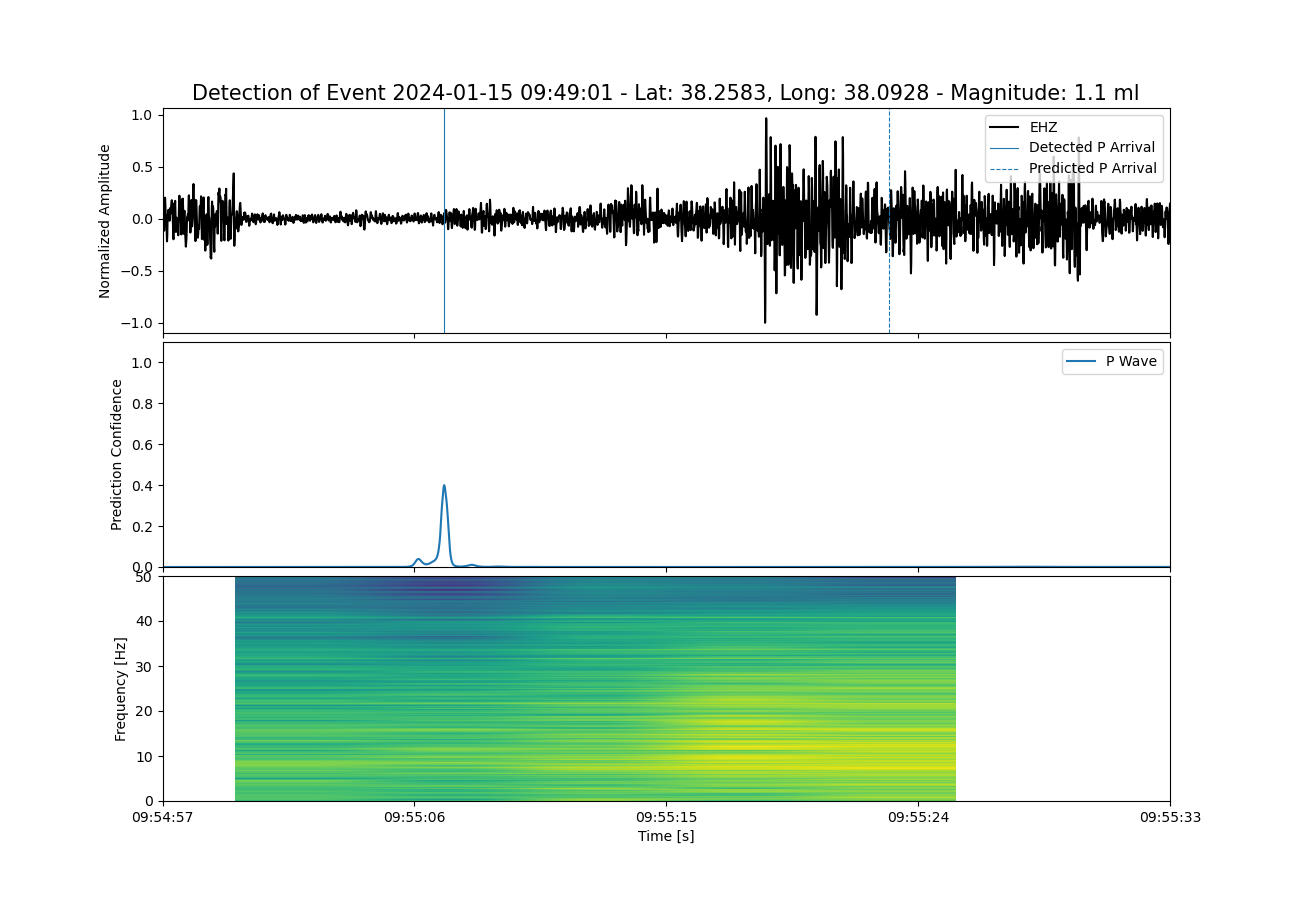 Detection of Event 2024-01-15 09:49:01 - Lat: 38.2583, Long: 38.0928 - Magnitude: 1.1 ml
Normalized Amplitude
1.0
0.5
0.0
−0.5
−1.0
EHZ
Detected P Arrival
Predicted P Arrival
Prediction Confidence
1.0
0.8
0.6
0.4
0.2
0.0
P Wave
Frequency [Hz]
50
40
30
20
10
0
09:54:57 09:55:06 09:55:15 09:55:24 09:55:33
Time [s]